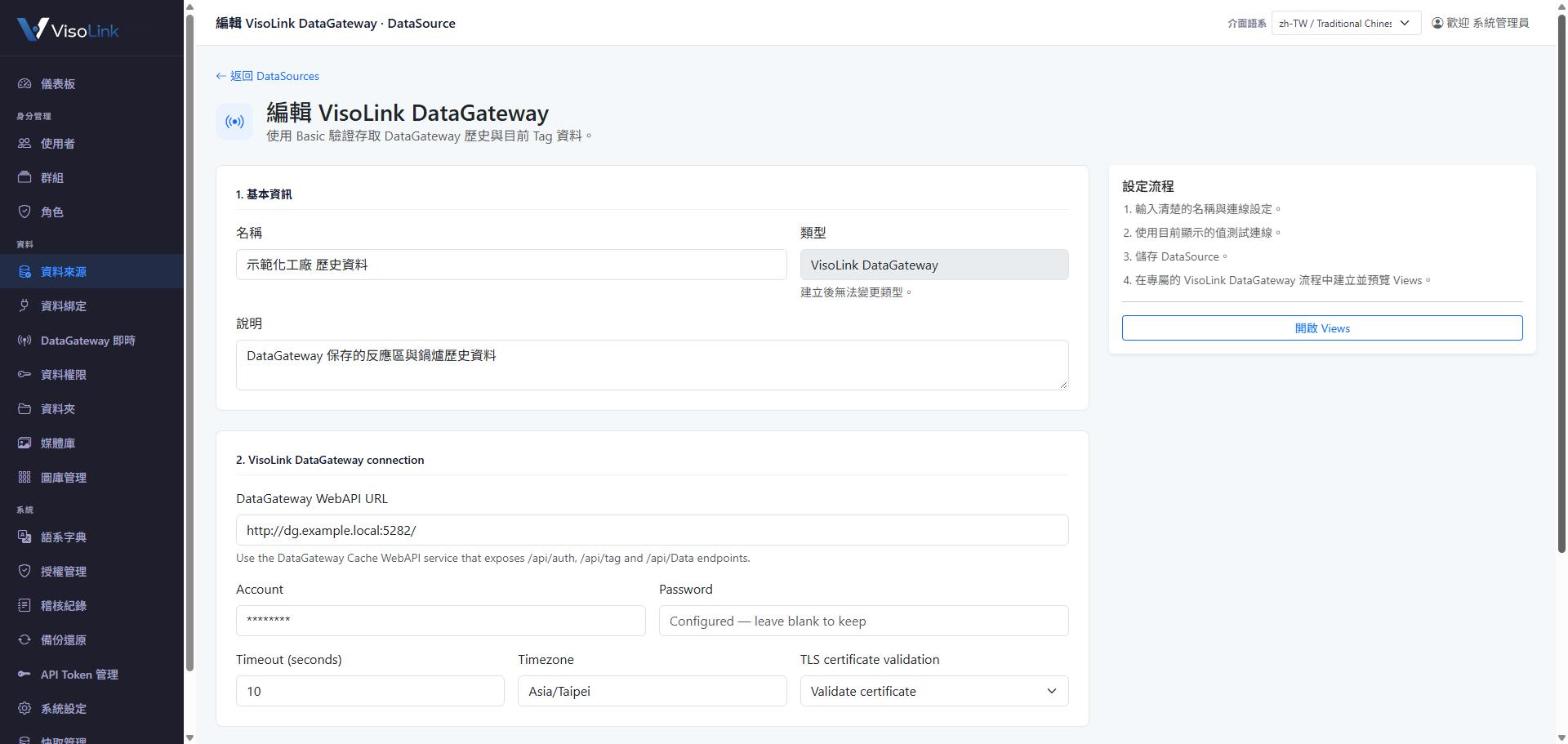 VisoLink
儀表板
身分管理
使用者
群組
角色
資料
資料來源
資料綁定
DataGateway 即時
資料權限
資料夾
媒體庫
圖庫管理
系統
語系字典
授權管理
稽核紀錄
備份還原
API Token 管理
系統設定
快取管理
編輯 VisoLink DataGateway · DataSource
介面語系
zh-TW / Traditional Chines
歡迎 系統管理員
← 返回 DataSources
編輯 VisoLink DataGateway
使用 Basic 驗證存取 DataGateway 歷史與目前 Tag 資料。
1. 基本資訊
名稱
類型
示範化工廠 歷史資料
VisoLink DataGateway
建立後無法變更類型。
說明
DataGateway 保存的反應區與鍋爐歷史資料
2. VisoLink DataGateway connection
DataGateway WebAPI URL
http://dg.example.local:5282/
Use the DataGateway Cache WebAPI service that exposes /api/auth, /api/tag and /api/Data endpoints.
Account
Password
********
Configured — leave blank to keep
Timeout (seconds)
Timezone
TLS certificate validation
10
Asia/Taipei
Validate certificate
設定流程
1. 輸入清楚的名稱與連線設定。
2. 使用目前顯示的值測試連線。
3. 儲存 DataSource。
4. 在專屬的 VisoLink DataGateway 流程中建立並預覽 Views。
開啟 Views